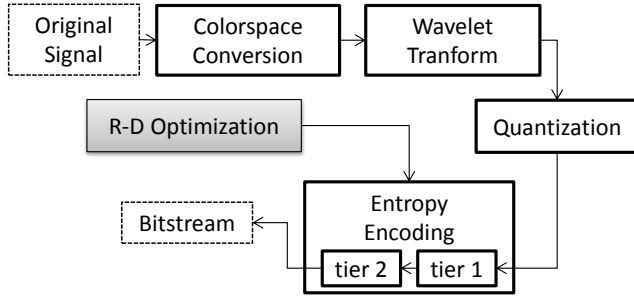 Original
Signal
Colorspace
Conversion
Wavelet
Tranform
R-D Optimization
Quantization
Entropy
Encoding
Bitstream
tier 2
tier 1